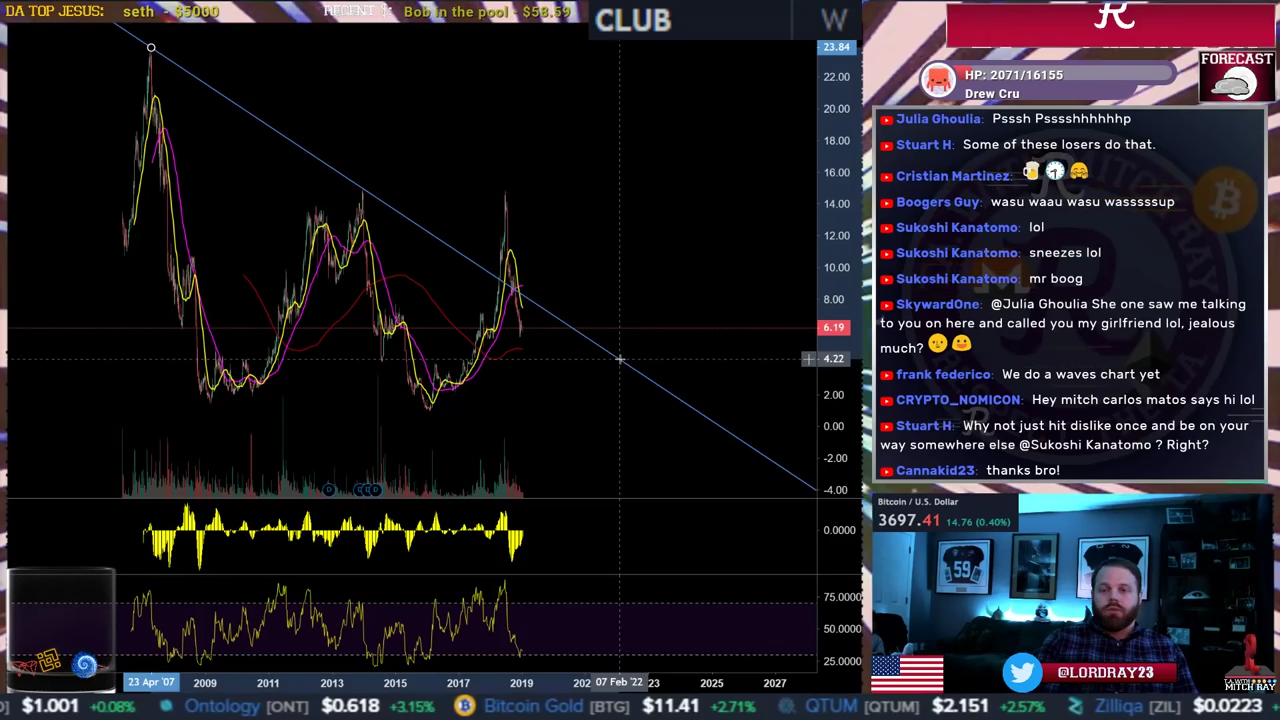 DA TOP JESUS: seth - $5000
RECENT $: Bob in the pool - $58.59
CLUB W
23.84
22.00
20.00
18.00
16.00
14.00
12.00
10.00
8.00
6.19
4.22
2.00
0.00
-2.00
-4.00
0.0000
75.0000
50.0000
25.0000
23 Apr '07 2009 2011 2013 2015 2017 2019 07 Feb '22 23 2025 2027
D
R
HP: 2071/16155
Drew Cru
FORECAST
Julia Ghoulia: Psssh Psssshhhhhhp
Stuart H: Some of these losers do that.
Cristian Martinez:
Boogers Guy: wasu waau wasu wasssssup
Sukoshi Kanatomo: lol
Sukoshi Kanatomo: sneezes lol
Sukoshi Kanatomo: mr boog
SkywardOne: @Julia Ghoulia She one saw me talking
to you on here and called you my girlfriend lol, jealous
much?
frank federico: We do a waves chart yet
CRYPTO_NOMICON: Hey mitch carlos matos says hi lol
Stuart H: Why not just hit dislike once and be on your
way somewhere else @Sukoshi Kanatomo ? Right?
Cannakid23: thanks bro!
Bitcoin / U.S. Dollar
3697.41 14.76 (0.40%)
59
@LORDRAY23
T.A. WITH
MITCH RAY
$1.001 +0.08% Ontology [ONT] $0.618 +3.15% Bitcoin Gold [BTG] $11.41 +2.71% QTUM [QTUM] $2.151 +2.57% Zilliqa [ZIL] $0.0223